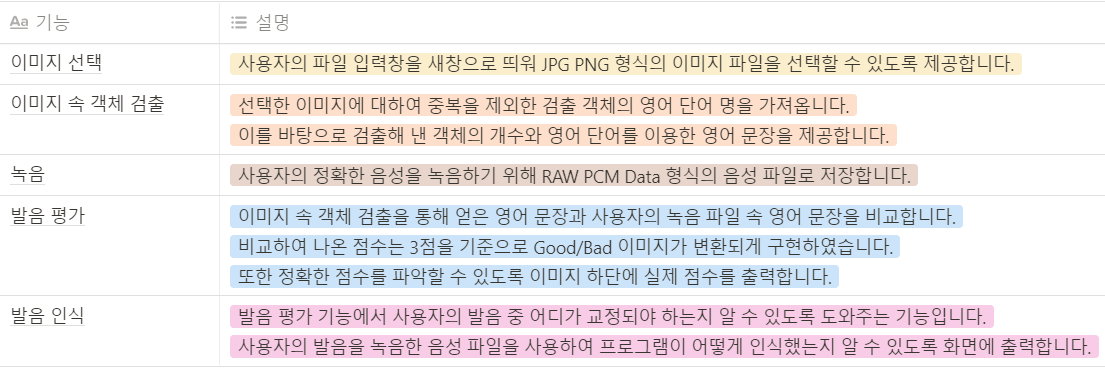 Aa 기능 설명
이미지 선택 사용자의 파일 입력창을 새창으로 띄워 JPG PNG 형식의 이미지 파일을 선택할 수 있도록 제공합니다.
이미지 속 객체 검출 선택한 이미지에 대하여 중복을 제외한 검출 객체의 영어 단어 명을 가져옵니다.
이를 바탕으로 검출해 낸 객체의 개수와 영어 단어를 이용한 영어 문장을 제공합니다.
녹음 사용자의 정확한 음성을 녹음하기 위해 RAW PCM Data 형식의 음성 파일로 저장합니다.
발음 평가 이미지 속 객체 검출을 통해 얻은 영어 문장과 사용자의 녹음 파일 속 영어 문장을 비교합니다.
비교하여 나온 점수는 3점을 기준으로 Good/Bad 이미지가 변환되게 구현하였습니다.
또한 정확한 점수를 파악할 수 있도록 이미지 하단에 실제 점수를 출력합니다.
발음 인식 발음 평가 기능에서 사용자의 발음 중 어디가 교정되야 하는지 알 수 있도록 도와주는 기능입니다.
사용자의 발음을 녹음한 음성 파일을 사용하여 프로그램이 어떻게 인식했는지 알 수 있도록 화면에 출력합니다.